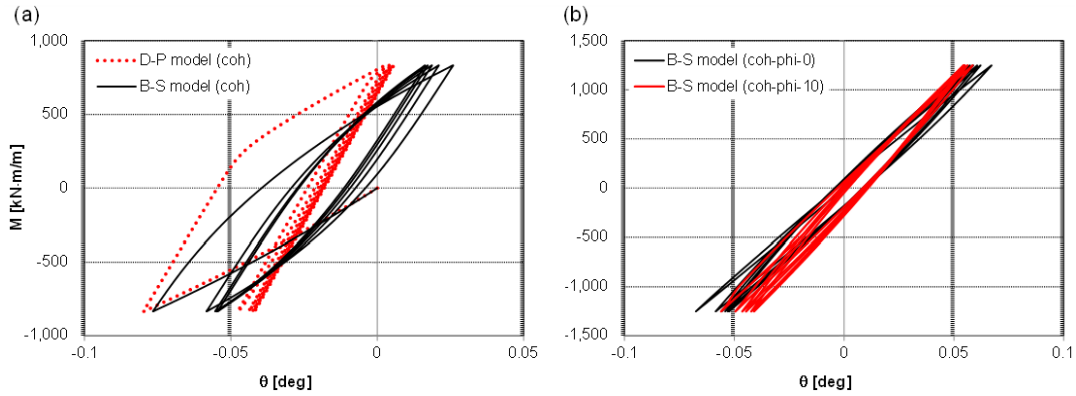 (a)
1,000
500
0
-500
-1,000
M [kN·m/m]
D-P model (coh)
B-S model (coh)
-0.1
-0.05
0
0.05
θ [deg]
(b)
1,500
1,000
500
0
-500
-1,000
-1,500
B-S model (coh-phi-0)
B-S model (coh-phi-10)
-0.1
-0.05
0
0.05
0.1
θ [deg]